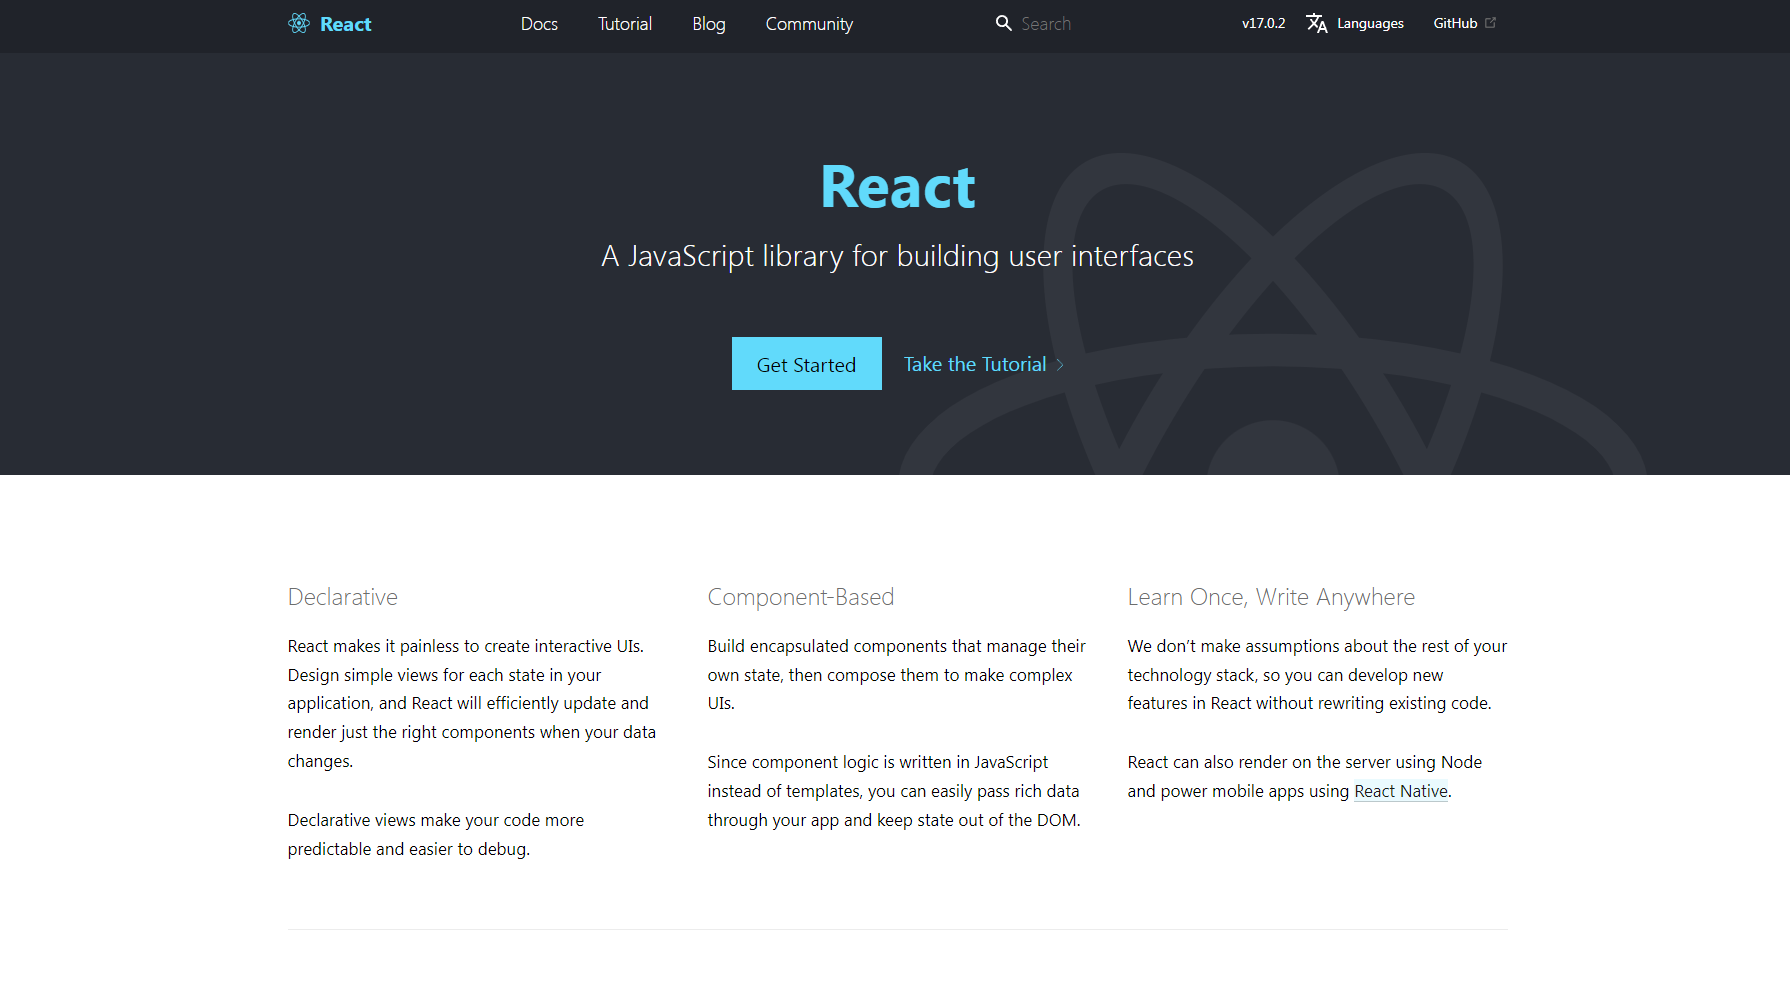 React
Docs
Tutorial
Blog
Community
Search
v17.0.2
Languages
GitHub
React
A JavaScript library for building user interfaces
Get Started
Take the Tutorial
Declarative
React makes it painless to create interactive UIs.
Design simple views for each state in your
application, and React will efficiently update and
render just the right components when your data
changes.
Declarative views make your code more
predictable and easier to debug.
Component-Based
Build encapsulated components that manage their
own state, then compose them to make complex
UIs.
Since component logic is written in JavaScript
instead of templates, you can easily pass rich data
through your app and keep state out of the DOM.
Learn Once, Write Anywhere
We don’t make assumptions about the rest of your
technology stack, so you can develop new
features in React without rewriting existing code.
React can also render on the server using Node
and power mobile apps using React Native.